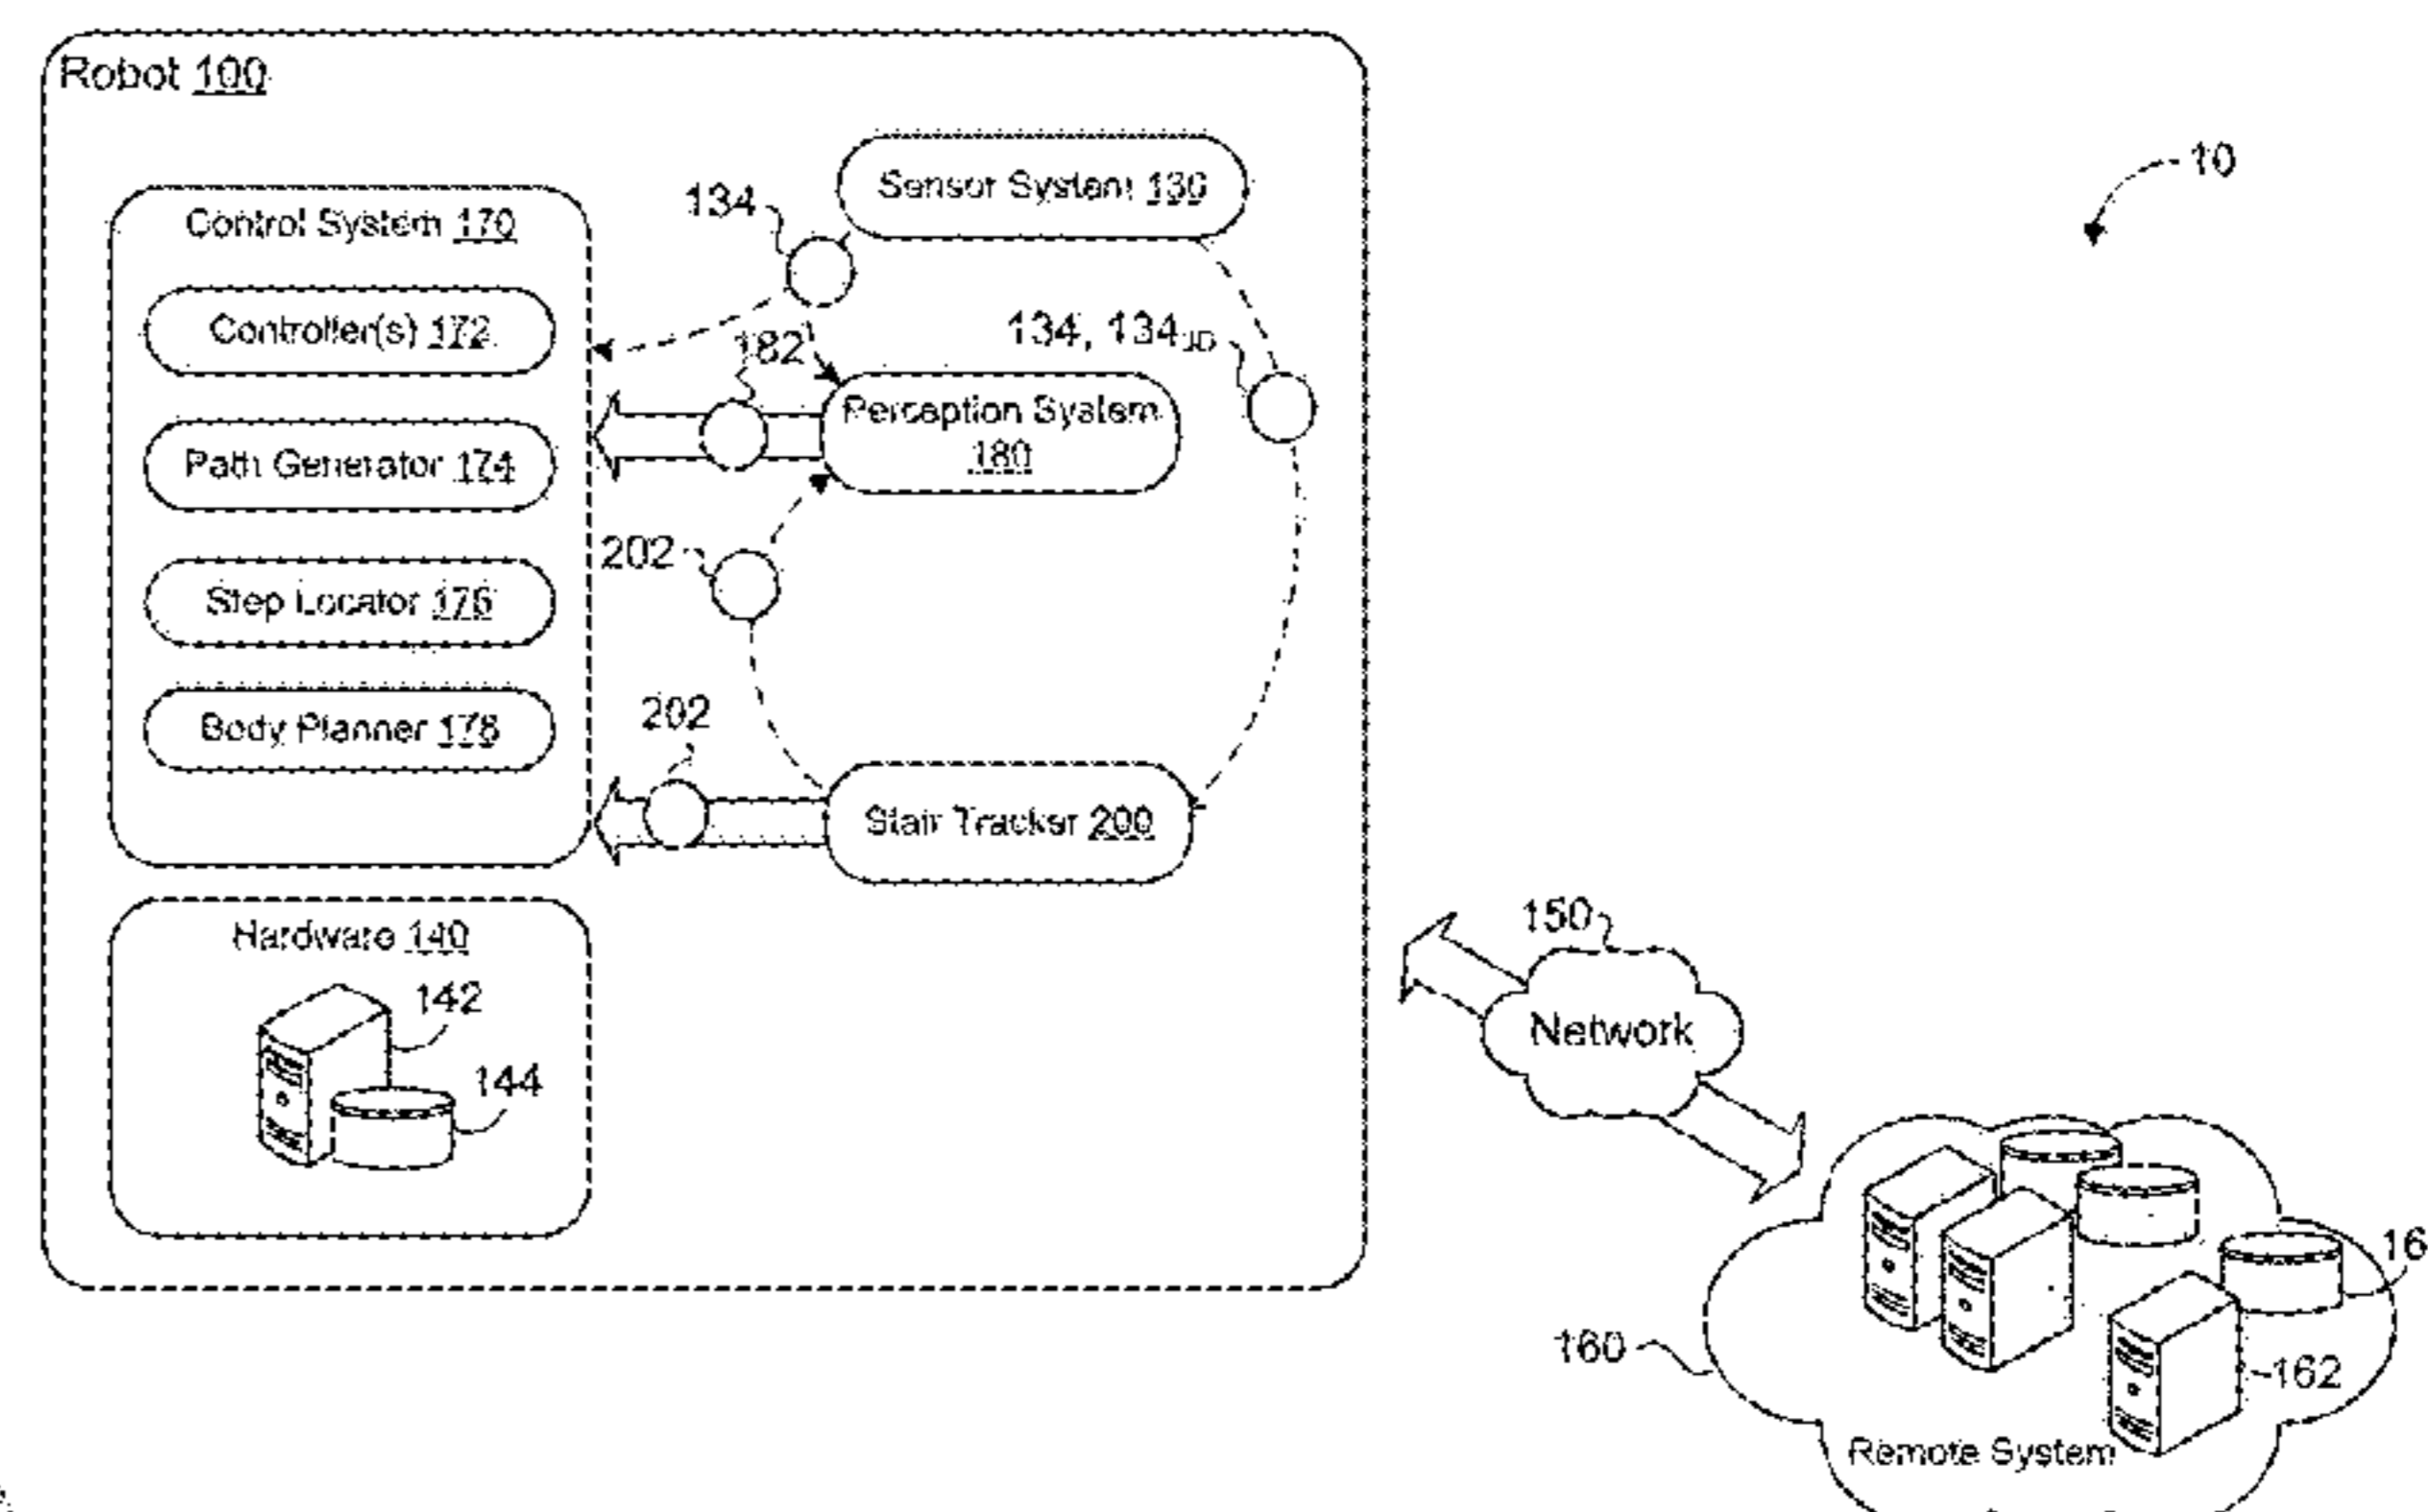 Robot 100
10
Sensor System 130
134
Control System 170
Controller(s) 172
134, 134JD
182
Perception System
180
Path Generator 174
202
Step Locator 176
202
Body Planner 178
Stair Tracker 200
150
Hardware 140
142
Network
144
16
160
162
Remote System